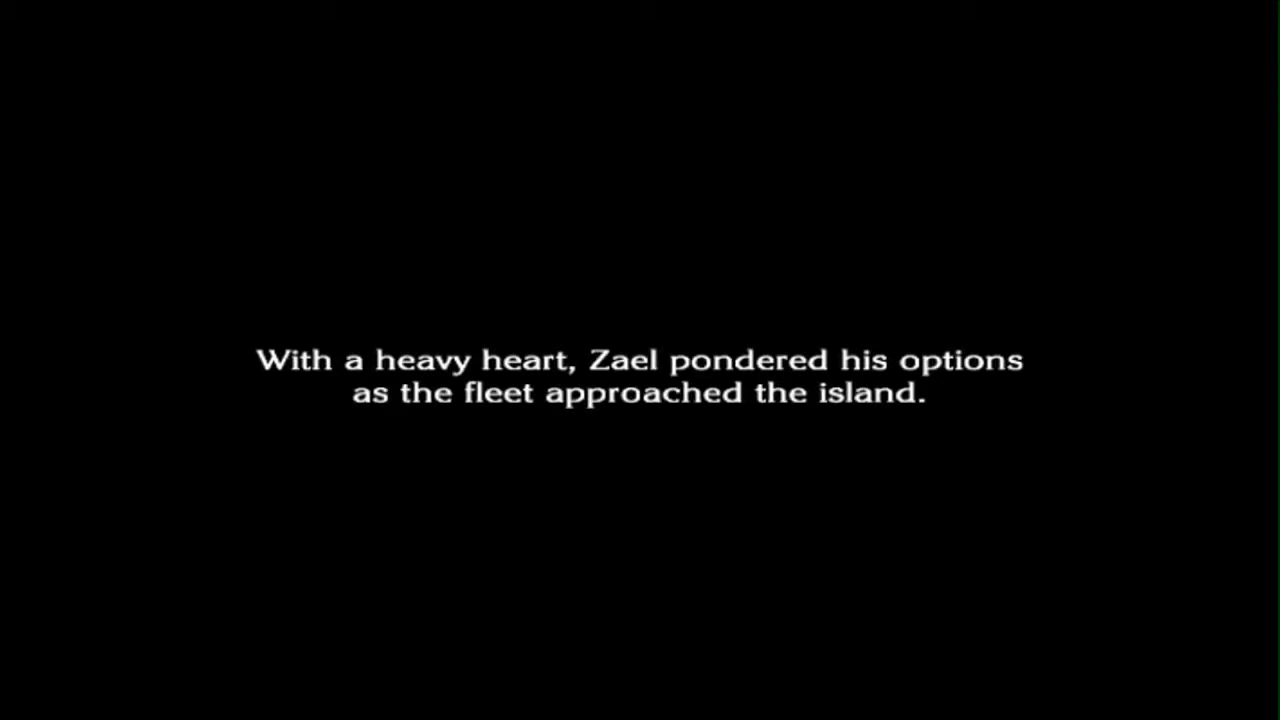 With a heavy heart, Zael pondered his options
as the fleet approached the island.